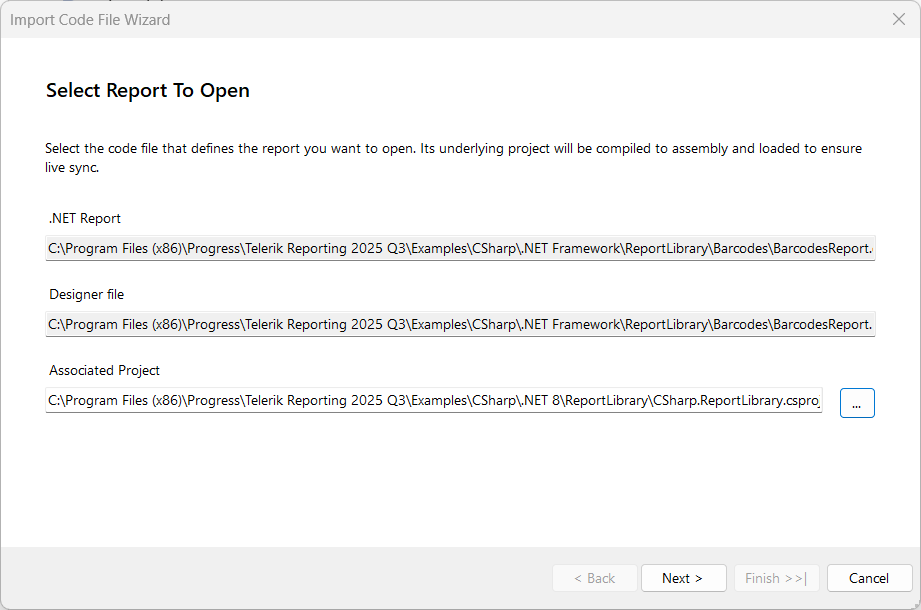 Import Code File Wizard
Select Report To Open
Select the code file that defines the report you want to open. Its underlying project will be compiled to assembly and loaded to ensure
live sync.
.NET Report
C:\Program Files (x86)\Progress\Telerik Reporting 2025 Q3\Examples\CSharp\.NET Framework\ReportLibrary\Barcodes\BarcodesReport.
Designer file
C:\Program Files (x86)\Progress\Telerik Reporting 2025 Q3\Examples\CSharp\.NET Framework\ReportLibrary\Barcodes\BarcodesReport.
Associated Project
C:\Program Files (x86)\Progress\Telerik Reporting 2025 Q3\Examples\CSharp\.NET 8\ReportLibrary\CSharp.ReportLibrary.csproj
...
< Back
Next >
Finish >>|
Cancel